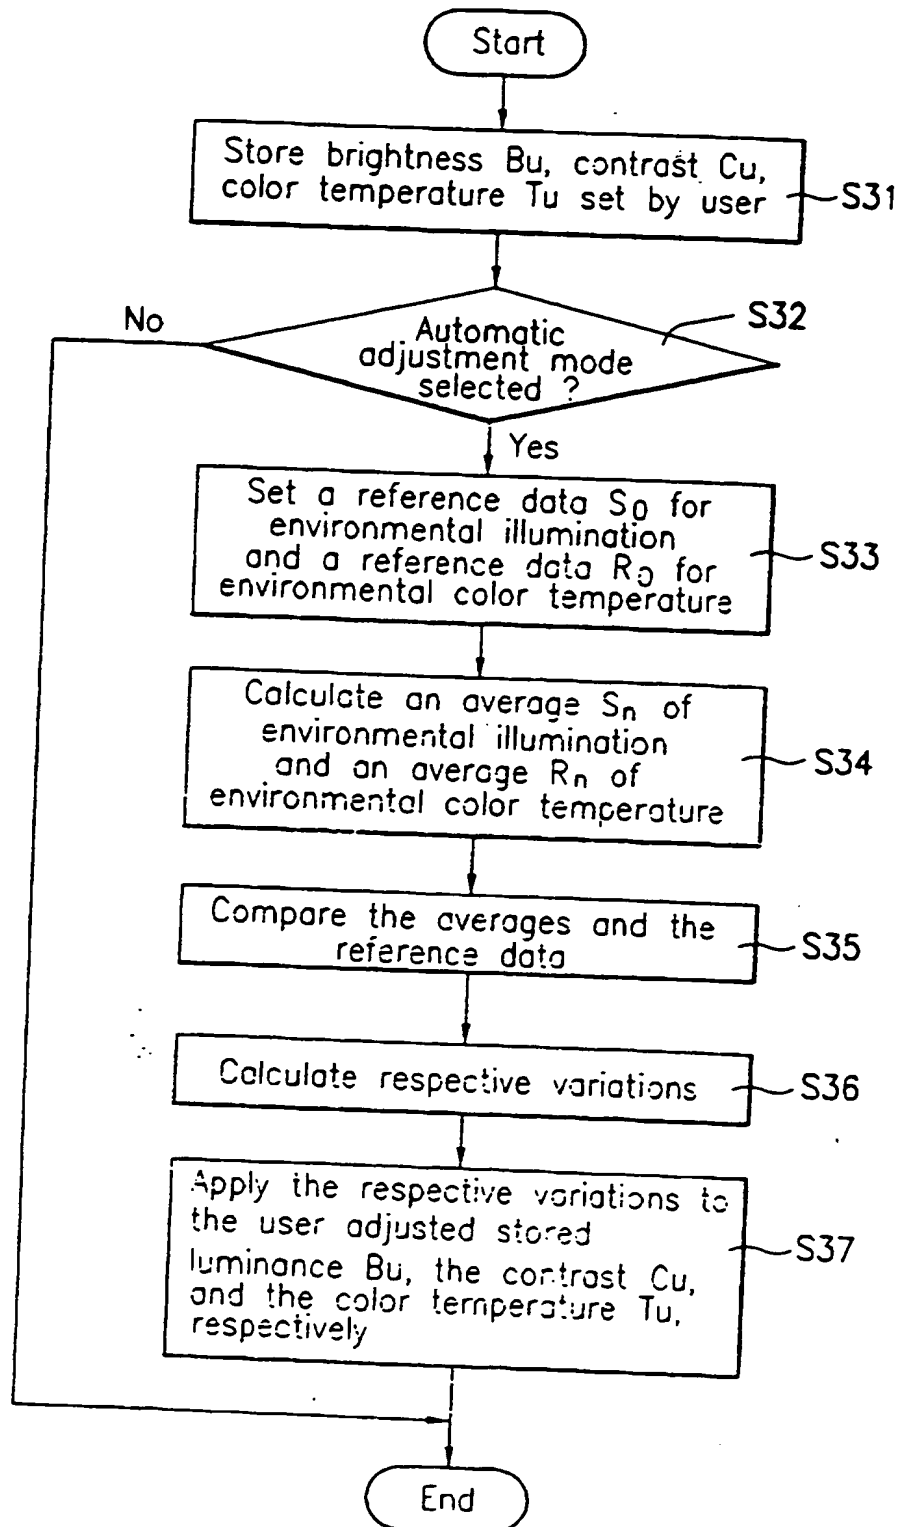 Start
Store brightness Bu, contrast Cu,
color temperature Tu set by user
S31
No
S32
Automatic
adjustment mode
selected ?
Yes
Set a reference data S0 for
environmental illumination
and a reference data R0 for
environmental color temperature
S33
Calculate an average Sn of
environmental illumination
and an average Rn of
environmental color temperature
S34
Compare the averages and the
reference data
S35
Calculate respective variations
S36
Apply the respective variations to
the user adjusted stored
luminance Bu, the contrast Cu,
and the color temperature Tu,
respectively
S37
End